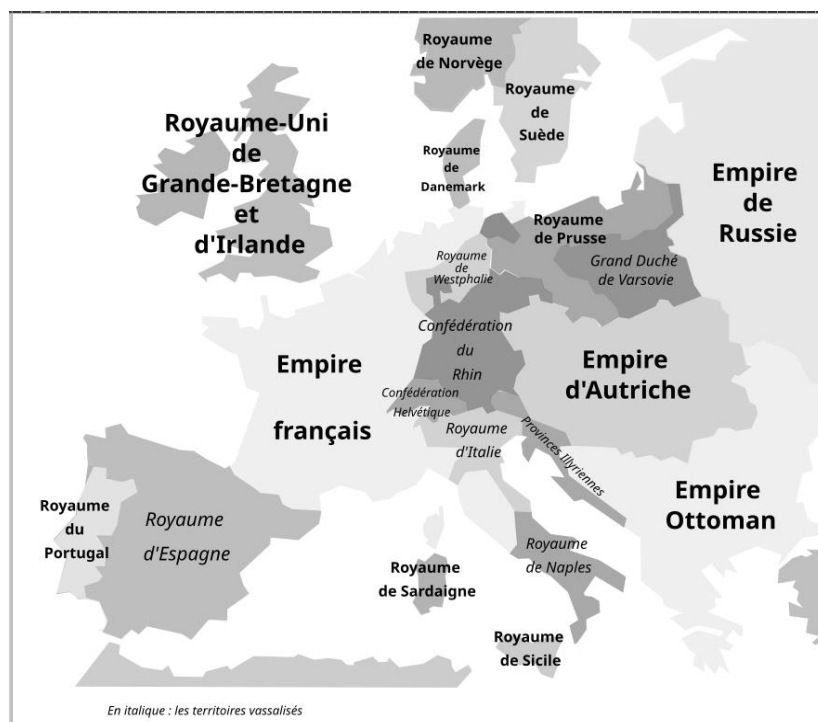 Royaume
de Norvège
Royaume
de
Suède
Royaume-Uni
de
Grande-Bretagne
et
d'Irlande
Royaume
de
Danemark
Empire
de
Russie
Royaume
de Prusse
Grand Duché
de Varsovie
Royaume
de
Westphalie
Confédération
du
Rhin
Empire
français
Empire
d'Autriche
Confédération
Helvétique
Royaume
d'Italie
Provinces Illyriennes
Empire
Ottoman
Royaume
du
Portugal
Royaume
d'Espagne
Royaume
de Sardaigne
Royaume
de Naples
Royaume
de Sicile
En italique : les territoires vassalisés